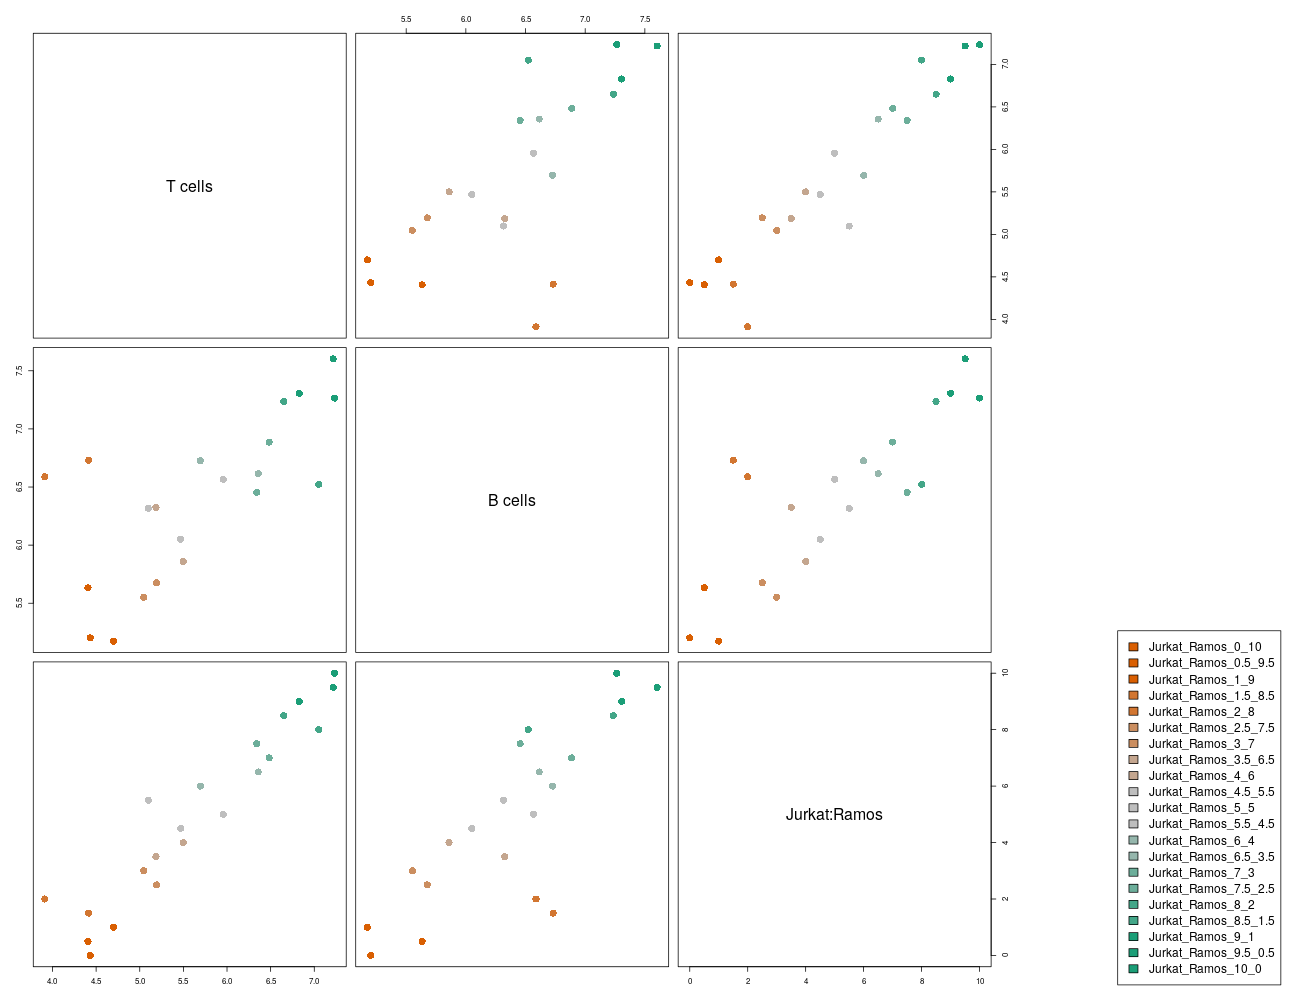 5.5 6.0 6.5 7.0 7.5
T cells
7.0
6.5
6.0
5.5
5.0
4.5
4.0
7.5
7.0
6.5
6.0
5.5
B cells
Jurkat:Ramos
10
8
6
4
2
0
4.0 4.5 5.0 5.5 6.0 6.5 7.0
0 2 4 6 8 10
Jurkat_Ramos_0_10
Jurkat_Ramos_0.5_9.5
Jurkat_Ramos_1_9
Jurkat_Ramos_1.5_8.5
Jurkat_Ramos_2_8
Jurkat_Ramos_2.5_7.5
Jurkat_Ramos_3_7
Jurkat_Ramos_3.5_6.5
Jurkat_Ramos_4_6
Jurkat_Ramos_4.5_5.5
Jurkat_Ramos_5_5
Jurkat_Ramos_5.5_4.5
Jurkat_Ramos_6_4
Jurkat_Ramos_6.5_3.5
Jurkat_Ramos_7_3
Jurkat_Ramos_7.5_2.5
Jurkat_Ramos_8_2
Jurkat_Ramos_8.5_1.5
Jurkat_Ramos_9_1
Jurkat_Ramos_9.5_0.5
Jurkat_Ramos_10_0